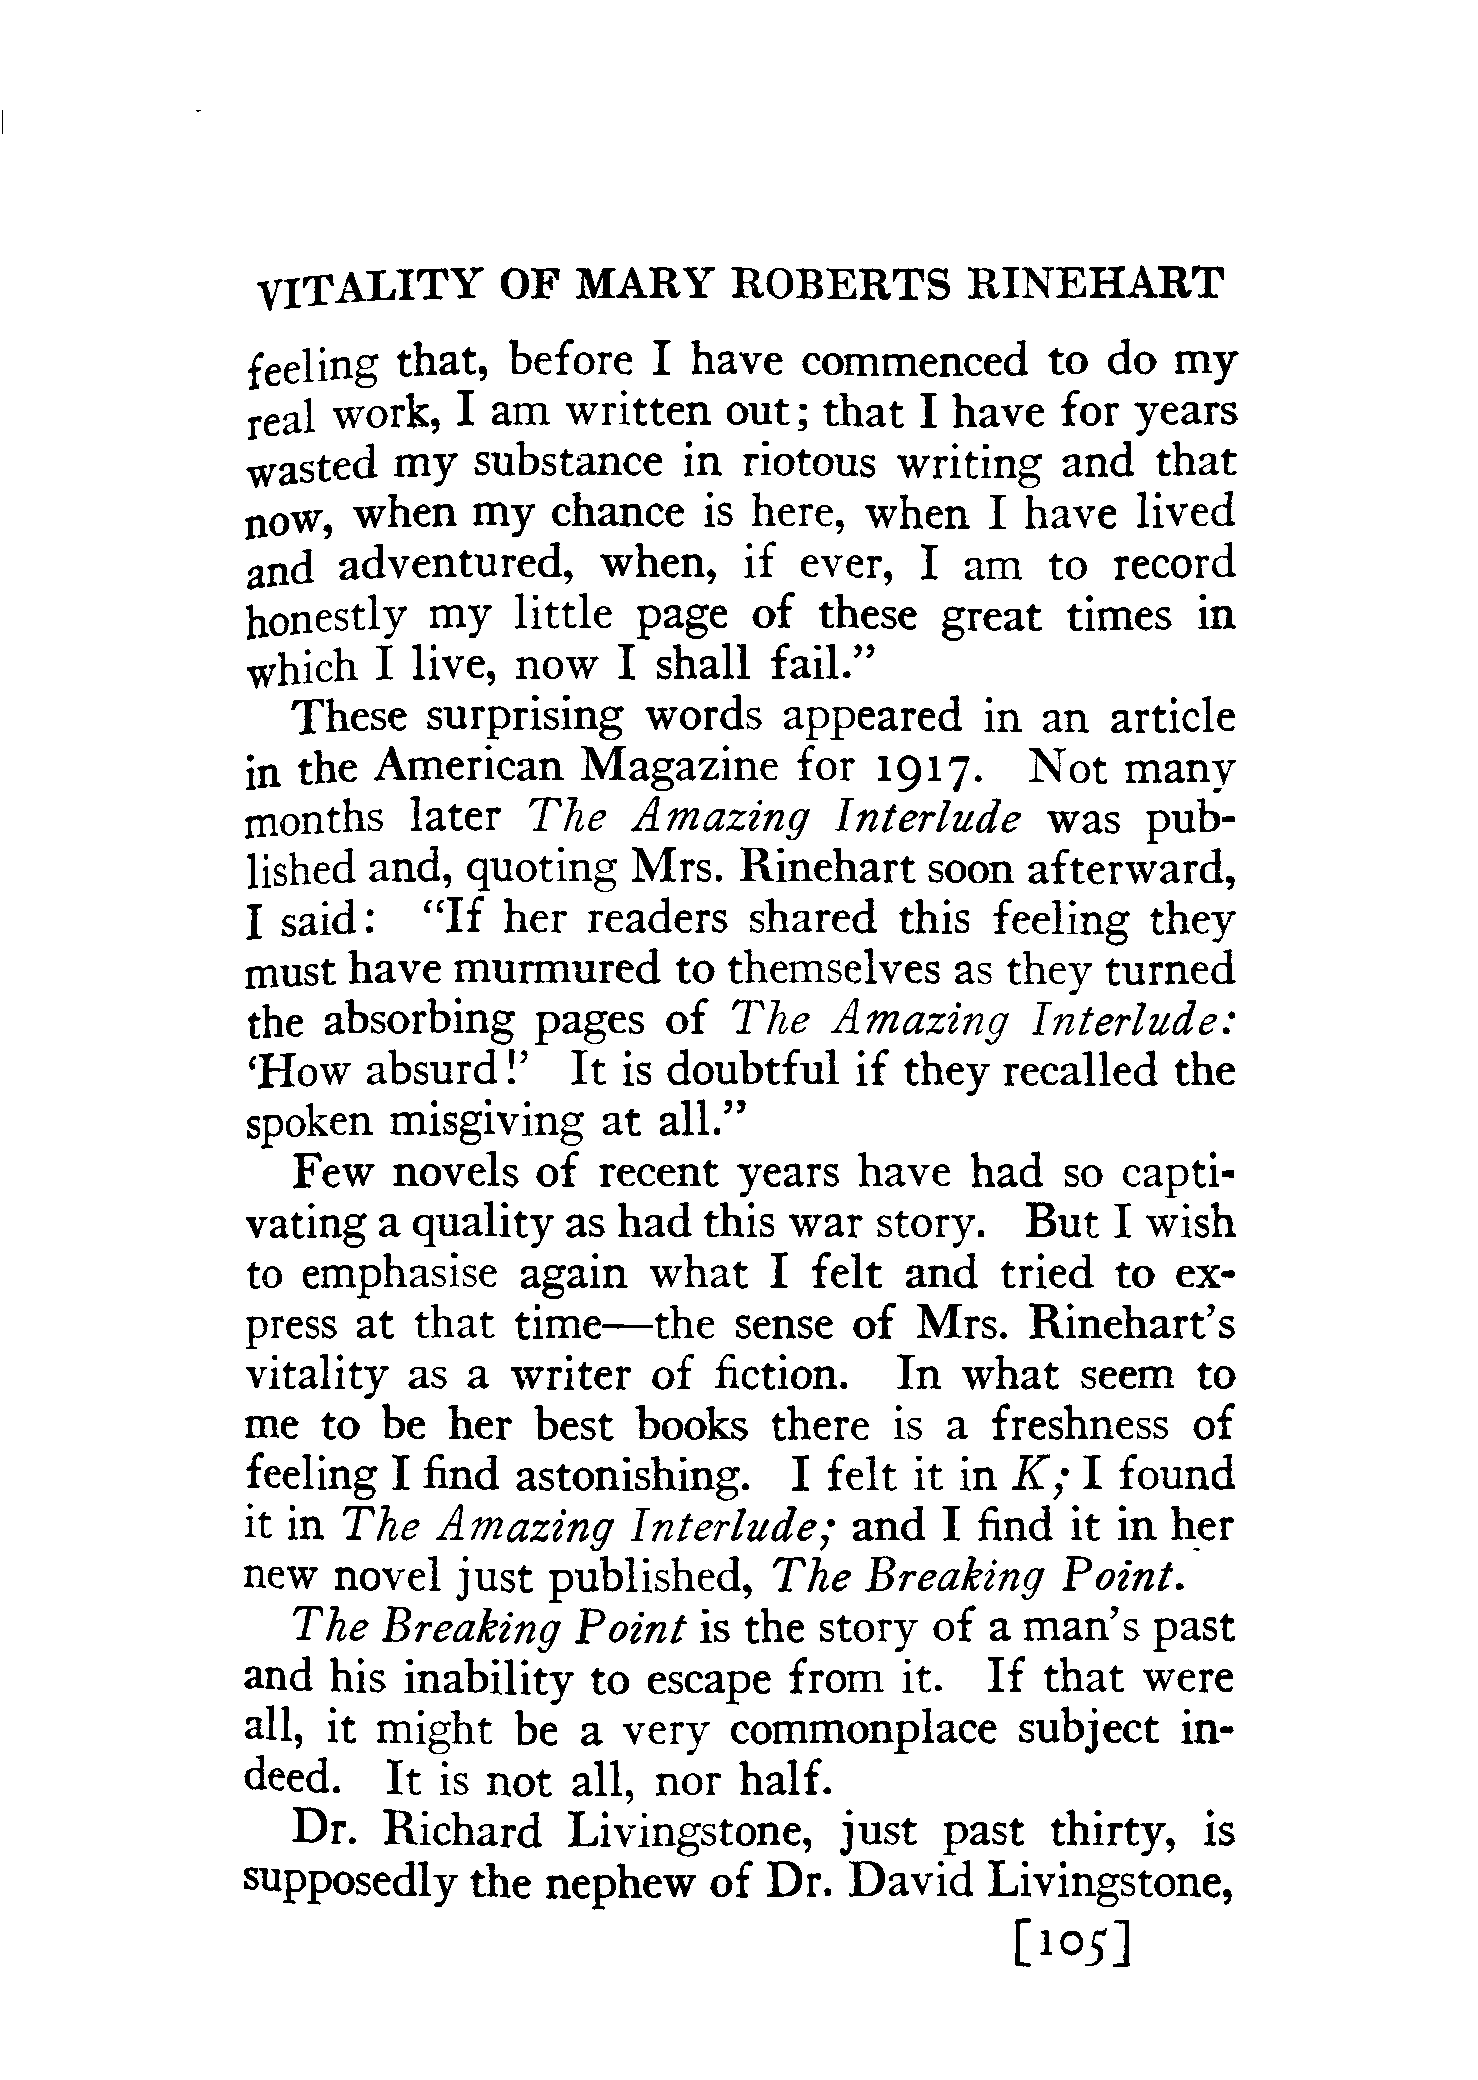 VITALITY OF MARY ROBERTS RINEHART
feeling that, before I have commenced to do my
real work, I am written out; that I have for years
wasted my substance in riotous writing and that
now, when my chance is here, when I have lived
and adventured, when, if ever, I am to record
honestly my little page of these great times in
which I live, now I shall fail.”
These surprising words appeared in an article
in the American Magazine for 1917. Not many
months later The Amazing Interlude was pub-
lished and, quoting Mrs. Rinehart soon afterward,
I said: “If her readers shared this feeling they
must have murmured to themselves as they turned
the absorbing pages of The Amazing Interlude:
‘How absurd!’ It is doubtful if they recalled the
spoken misgiving at all.”
Few novels of recent years have had so capti-
vating a quality as had this war story. But I wish
to emphasise again what I felt and tried to ex-
press at that time—the sense of Mrs. Rinehart’s
vitality as a writer of fiction. In what seem to
me to be her best books there is a freshness of
feeling I find astonishing. I felt it in K; I found
it in The Amazing Interlude; and I find it in her
new novel just published, The Breaking Point.
The Breaking Point is the story of a man’s past
and his inability to escape from it. If that were
all, it might be a very commonplace subject in-
deed. It is not all, nor half.
Dr. Richard Livingstone, just past thirty, is
supposedly the nephew of Dr. David Livingstone,
[105]